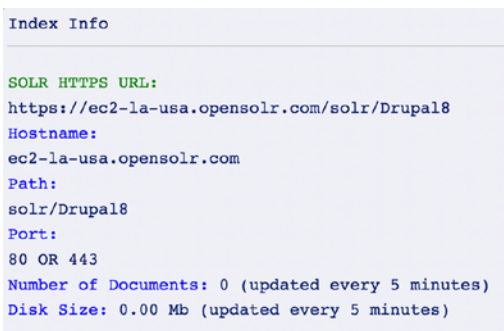 Index Info
SOLR HTTPS URL:
https://ec2-la-usa.opensolr.com/solr/Drupal8
Hostname:
ec2-la-usa.opensolr.com
Path:
solr/Drupal8
Port:
80 OR 443
Number of Documents: 0 (updated every 5 minutes)
Disk Size: 0.00 Mb (updated every 5 minutes)